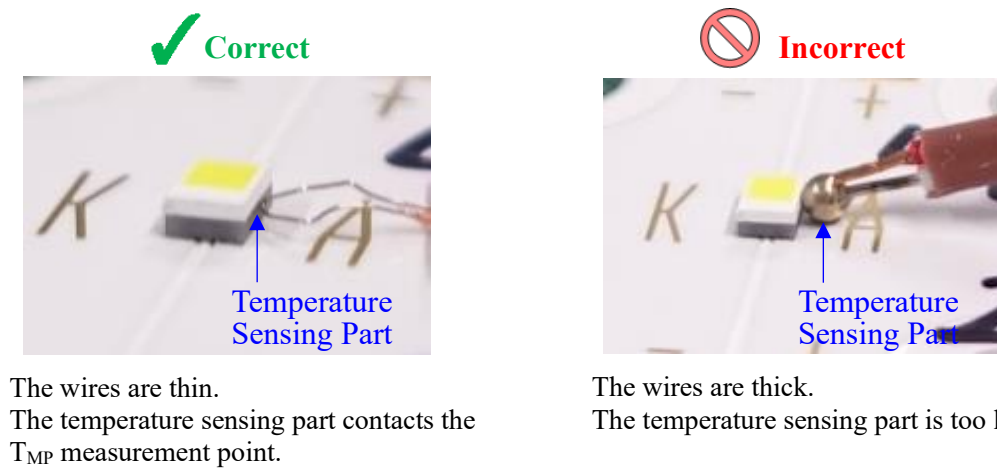 Correct
K
A
+
Temperature
Sensing Part
The wires are thin.
The temperature sensing part contacts the
TMP measurement point.
Incorrect
−
+
K
A
Temperature
Sensing Part
The wires are thick.
The temperature sensing part is too